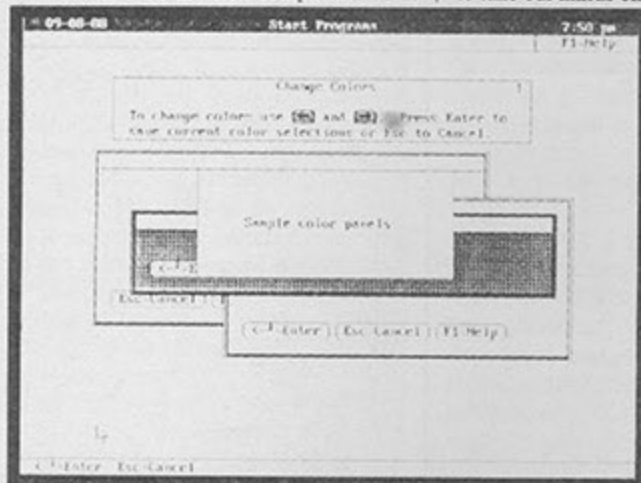 09-08-88 Start Programs 7:50 pm
F1-Help
Change Colors
To change colors use and Press Enter to
save current color selections or Esc to Cancel.
Sample color panels
Esc-Cancel
Enter Esc-Cancel F1-Help
Enter Esc-Cancel